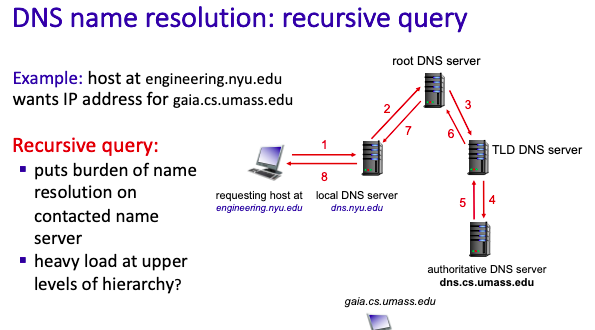 DNS name resolution: recursive query
Example: host at engineering.nyu.edu
wants IP address for gaia.cs.umass.edu
Recursive query:
puts burden of name
resolution on
contacted name
server
heavy load at upper
levels of hierarchy?
root DNS server
2
3
7
6
TLD DNS server
1
8
requesting host at
engineering.nyu.edu
local DNS server
dns.nyu.edu
5
4
authoritative DNS server
dns.cs.umass.edu
gaia.cs.umass.edu